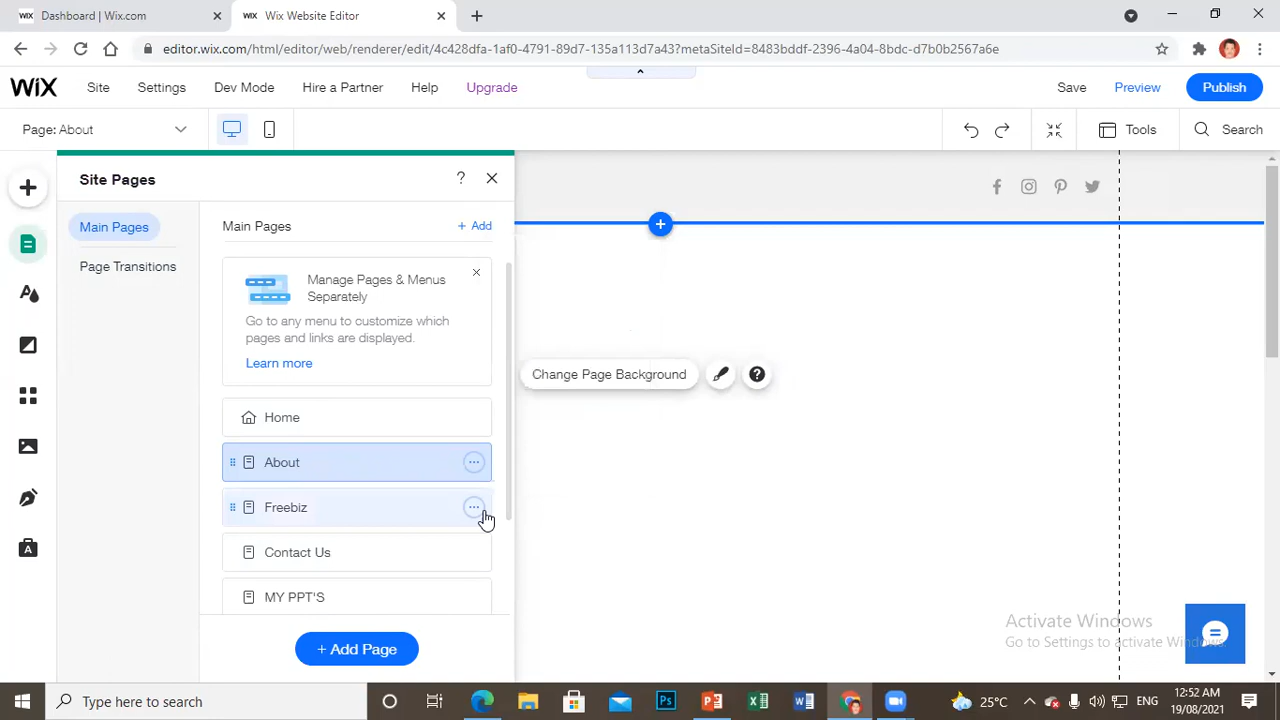 WIX Dashboard | Wix.com
WIX Wix Website Editor
editor.wix.com/html/editor/web/renderer/edit/4c428dfa-1af0-4791-89d7-135a113d7a43?metaSiteId=8483bddf-2396-4a04-8bdc-d7b0b2567a6e
WIX Site Settings Dev Mode Hire a Partner Help Upgrade Save Preview Publish
Page: About Tools Search
Site Pages ?
Main Pages
Page Transitions
Main Pages + Add
Manage Pages & Menus
Separately
Go to any menu to customize which
pages and links are displayed.
Learn more
Home
About
Freebiz
Contact Us
MY PPT'S
+ Add Page
Change Page Background ?
Activate Windows
Go to Settings to activate Windows.
Type here to search
Ps
25°C
ENG
12:52 AM
19/08/2021